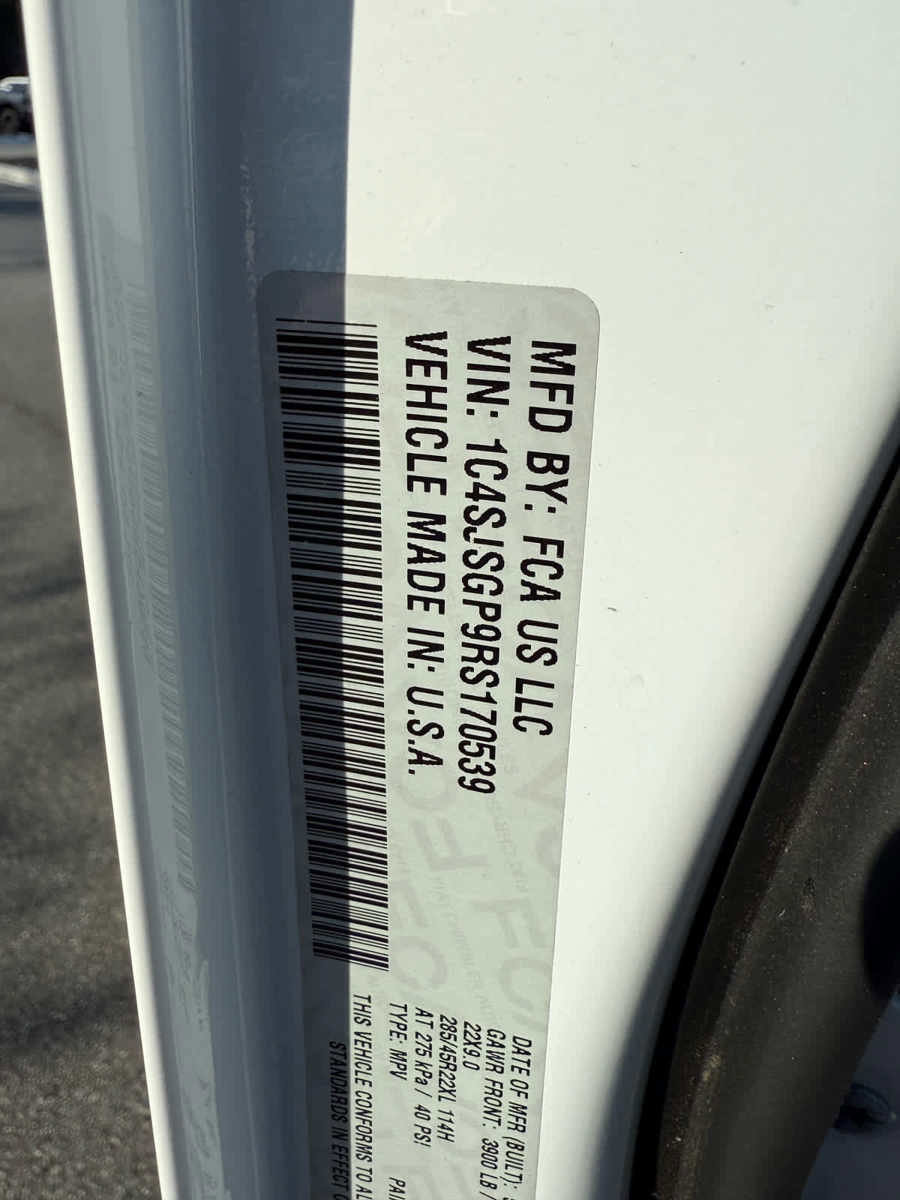 MFD BY: FCA US LLC
VIN: 1C4SJSGP9RS170539
VEHICLE MADE IN: U.S.A.
DATE OF MFR (BUILT):
GAWR FRONT: 3900 LB /
22X9.0
285/45R22XL 114H
AT 275 kPa / 40 PSI
TYPE: MPV
THIS VEHICLE CONFORMS TO
STANDARDS IN EFFECT